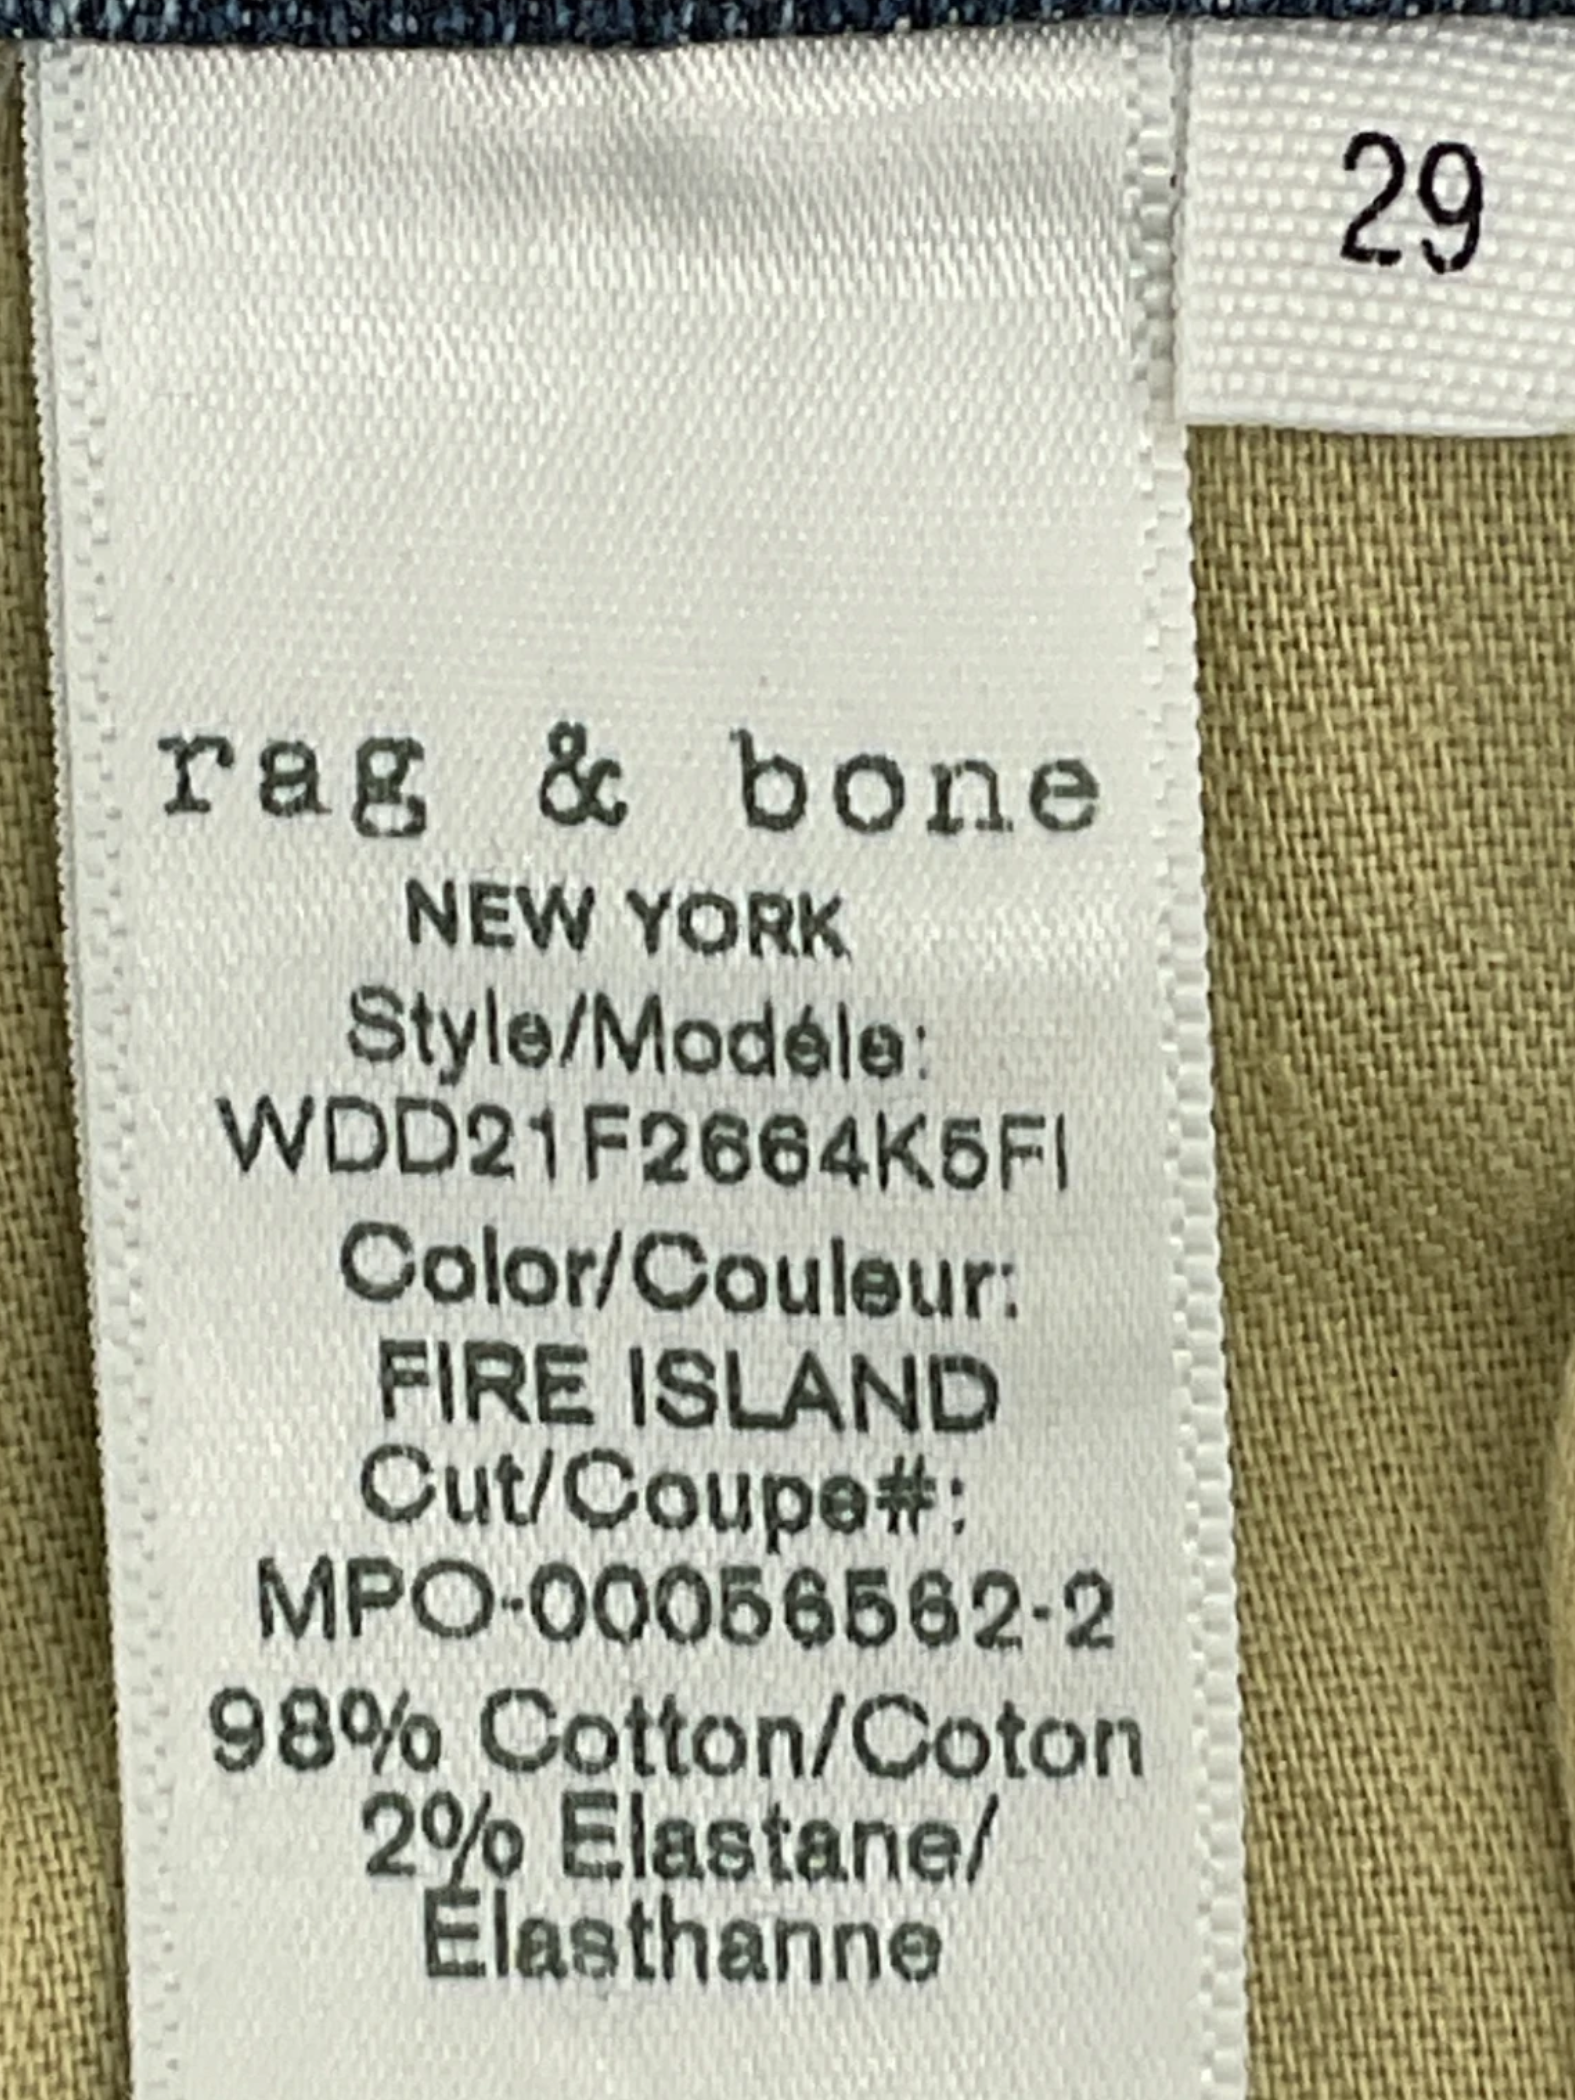 29
rag & bone
NEW YORK
Style/Modéle:
WDD21F2664K5FI
Color/Couleur:
FIRE ISLAND
Cut/Coupe#:
MPO-00056562-2
98% Cotton/Coton
2% Elastane/
Elasthanne